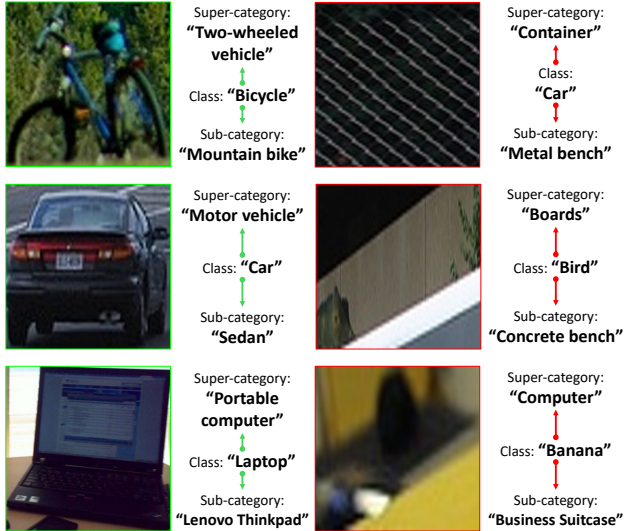 Super-category:
“Two-wheeled
vehicle”
Class: “Bicycle”
Sub-category:
“Mountain bike”
Super-category:
“Container”
Class:
“Car”
Sub-category:
“Metal bench”
Super-category:
“Motor vehicle”
Class: “Car”
Sub-category:
“Sedan”
Super-category:
“Boards”
Class: “Bird”
Sub-category:
“Concrete bench”
Super-category:
“Portable
computer”
Class: “Laptop”
Sub-category:
“Lenovo Thinkpad”
Super-category:
“Computer”
Class: “Banana”
Sub-category:
“Business Suitcase”